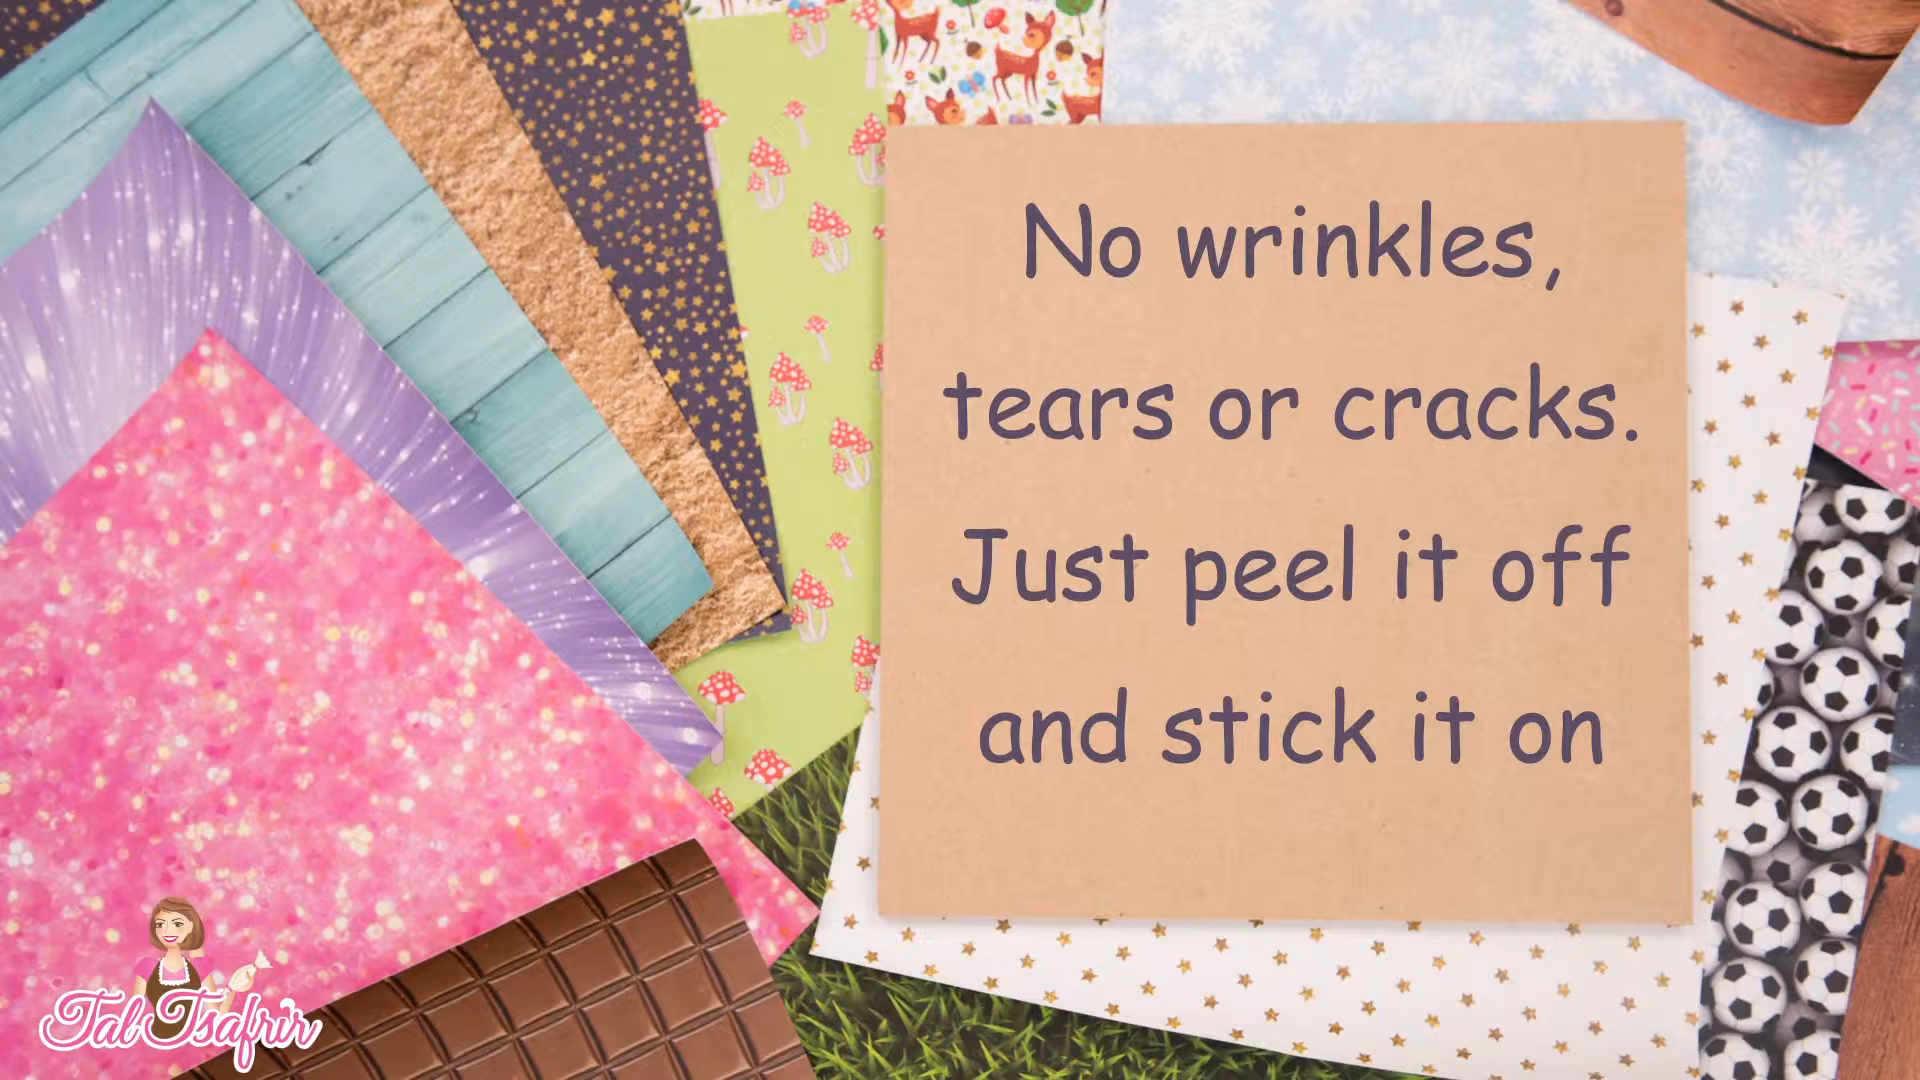 No wrinkles,
tears or cracks.
Just peel it off
and stick it on
Tal Tsafrir